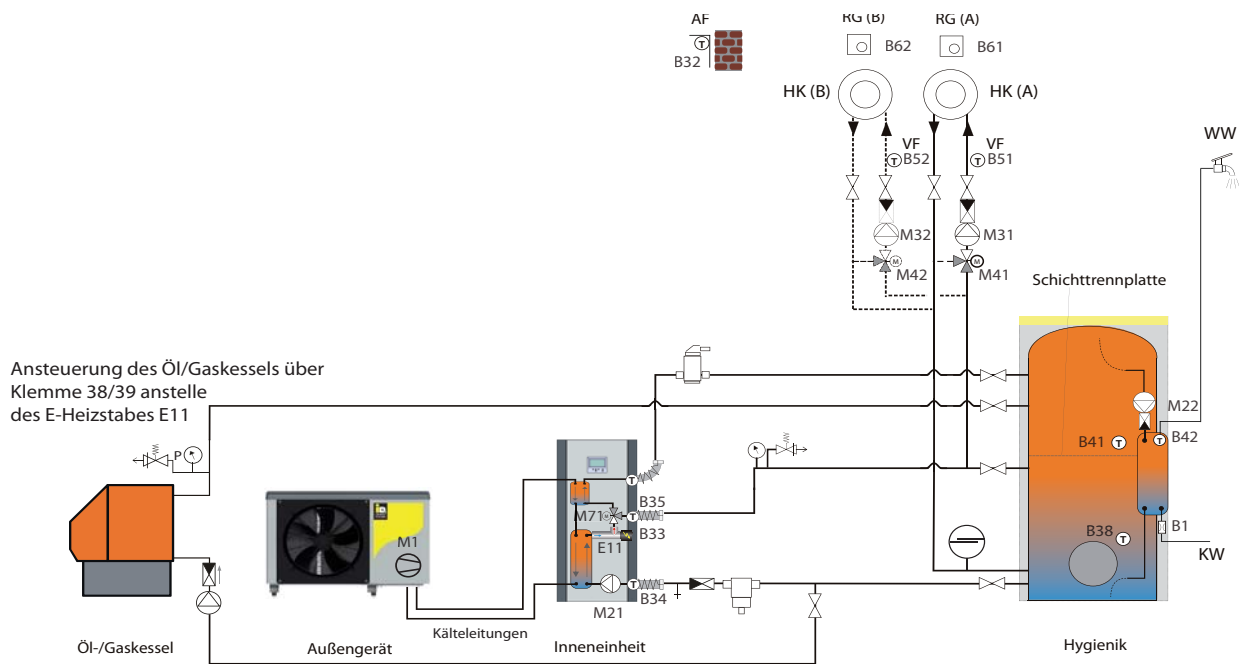 AF
RG (B)
RG (A)
B32
B62
B61
HK (B)
HK (A)
WW
VF
B52
VF
B51
M32
M31
M42
M41
Schichttrennplatte
Ansteuerung des Öl/Gaskessels über
Klemme 38/39 anstelle
des E-Heizstabes E11
M22
B41
T
B42
P
B35
M71
B33
E11
M1
B38
B1
KW
M21
B34
Kälteleitungen
Öl-/Gaskessel
Außengerät
Inneneinheit
Hygienik